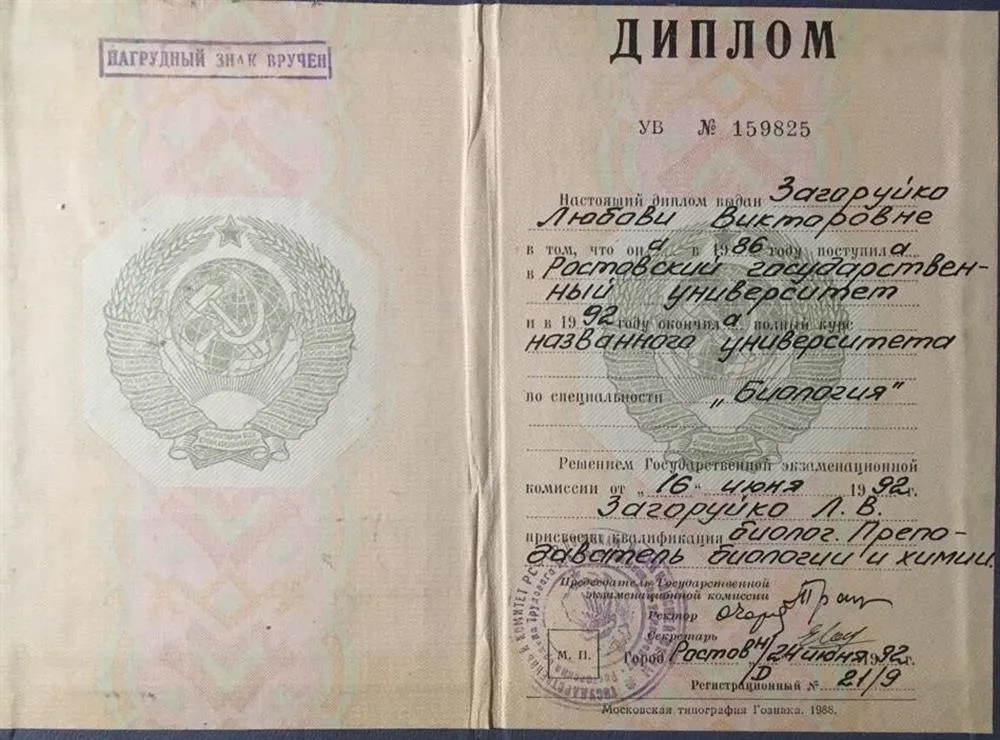 НАГРУДНЫЙ ЗНАК ВРУЧЕН
ДИПЛОМ
УВ № 159825
Настоящий диплом выдан Загоруйко
Любови Викторовне
в том, что она в 1986 году поступила
в Ростовский государствен-
ный университет
и в 1992 году окончила полный курс
названного университета
по специальности „Биология"
Решением Государственной экзаменационной
комиссии от „16" июня 1992 г.
Загоруйко Л. В.
присвоена квалификация биолог. Препо-
даватель биологии и химии.
Председатель Государственной
экзаменационной комиссии
Ректор
Секретарь
М. П.
Город Ростов н/Д 24 июня 1992 г.
Регистрационный № 21/9
Московская типография Гознака. 1988.